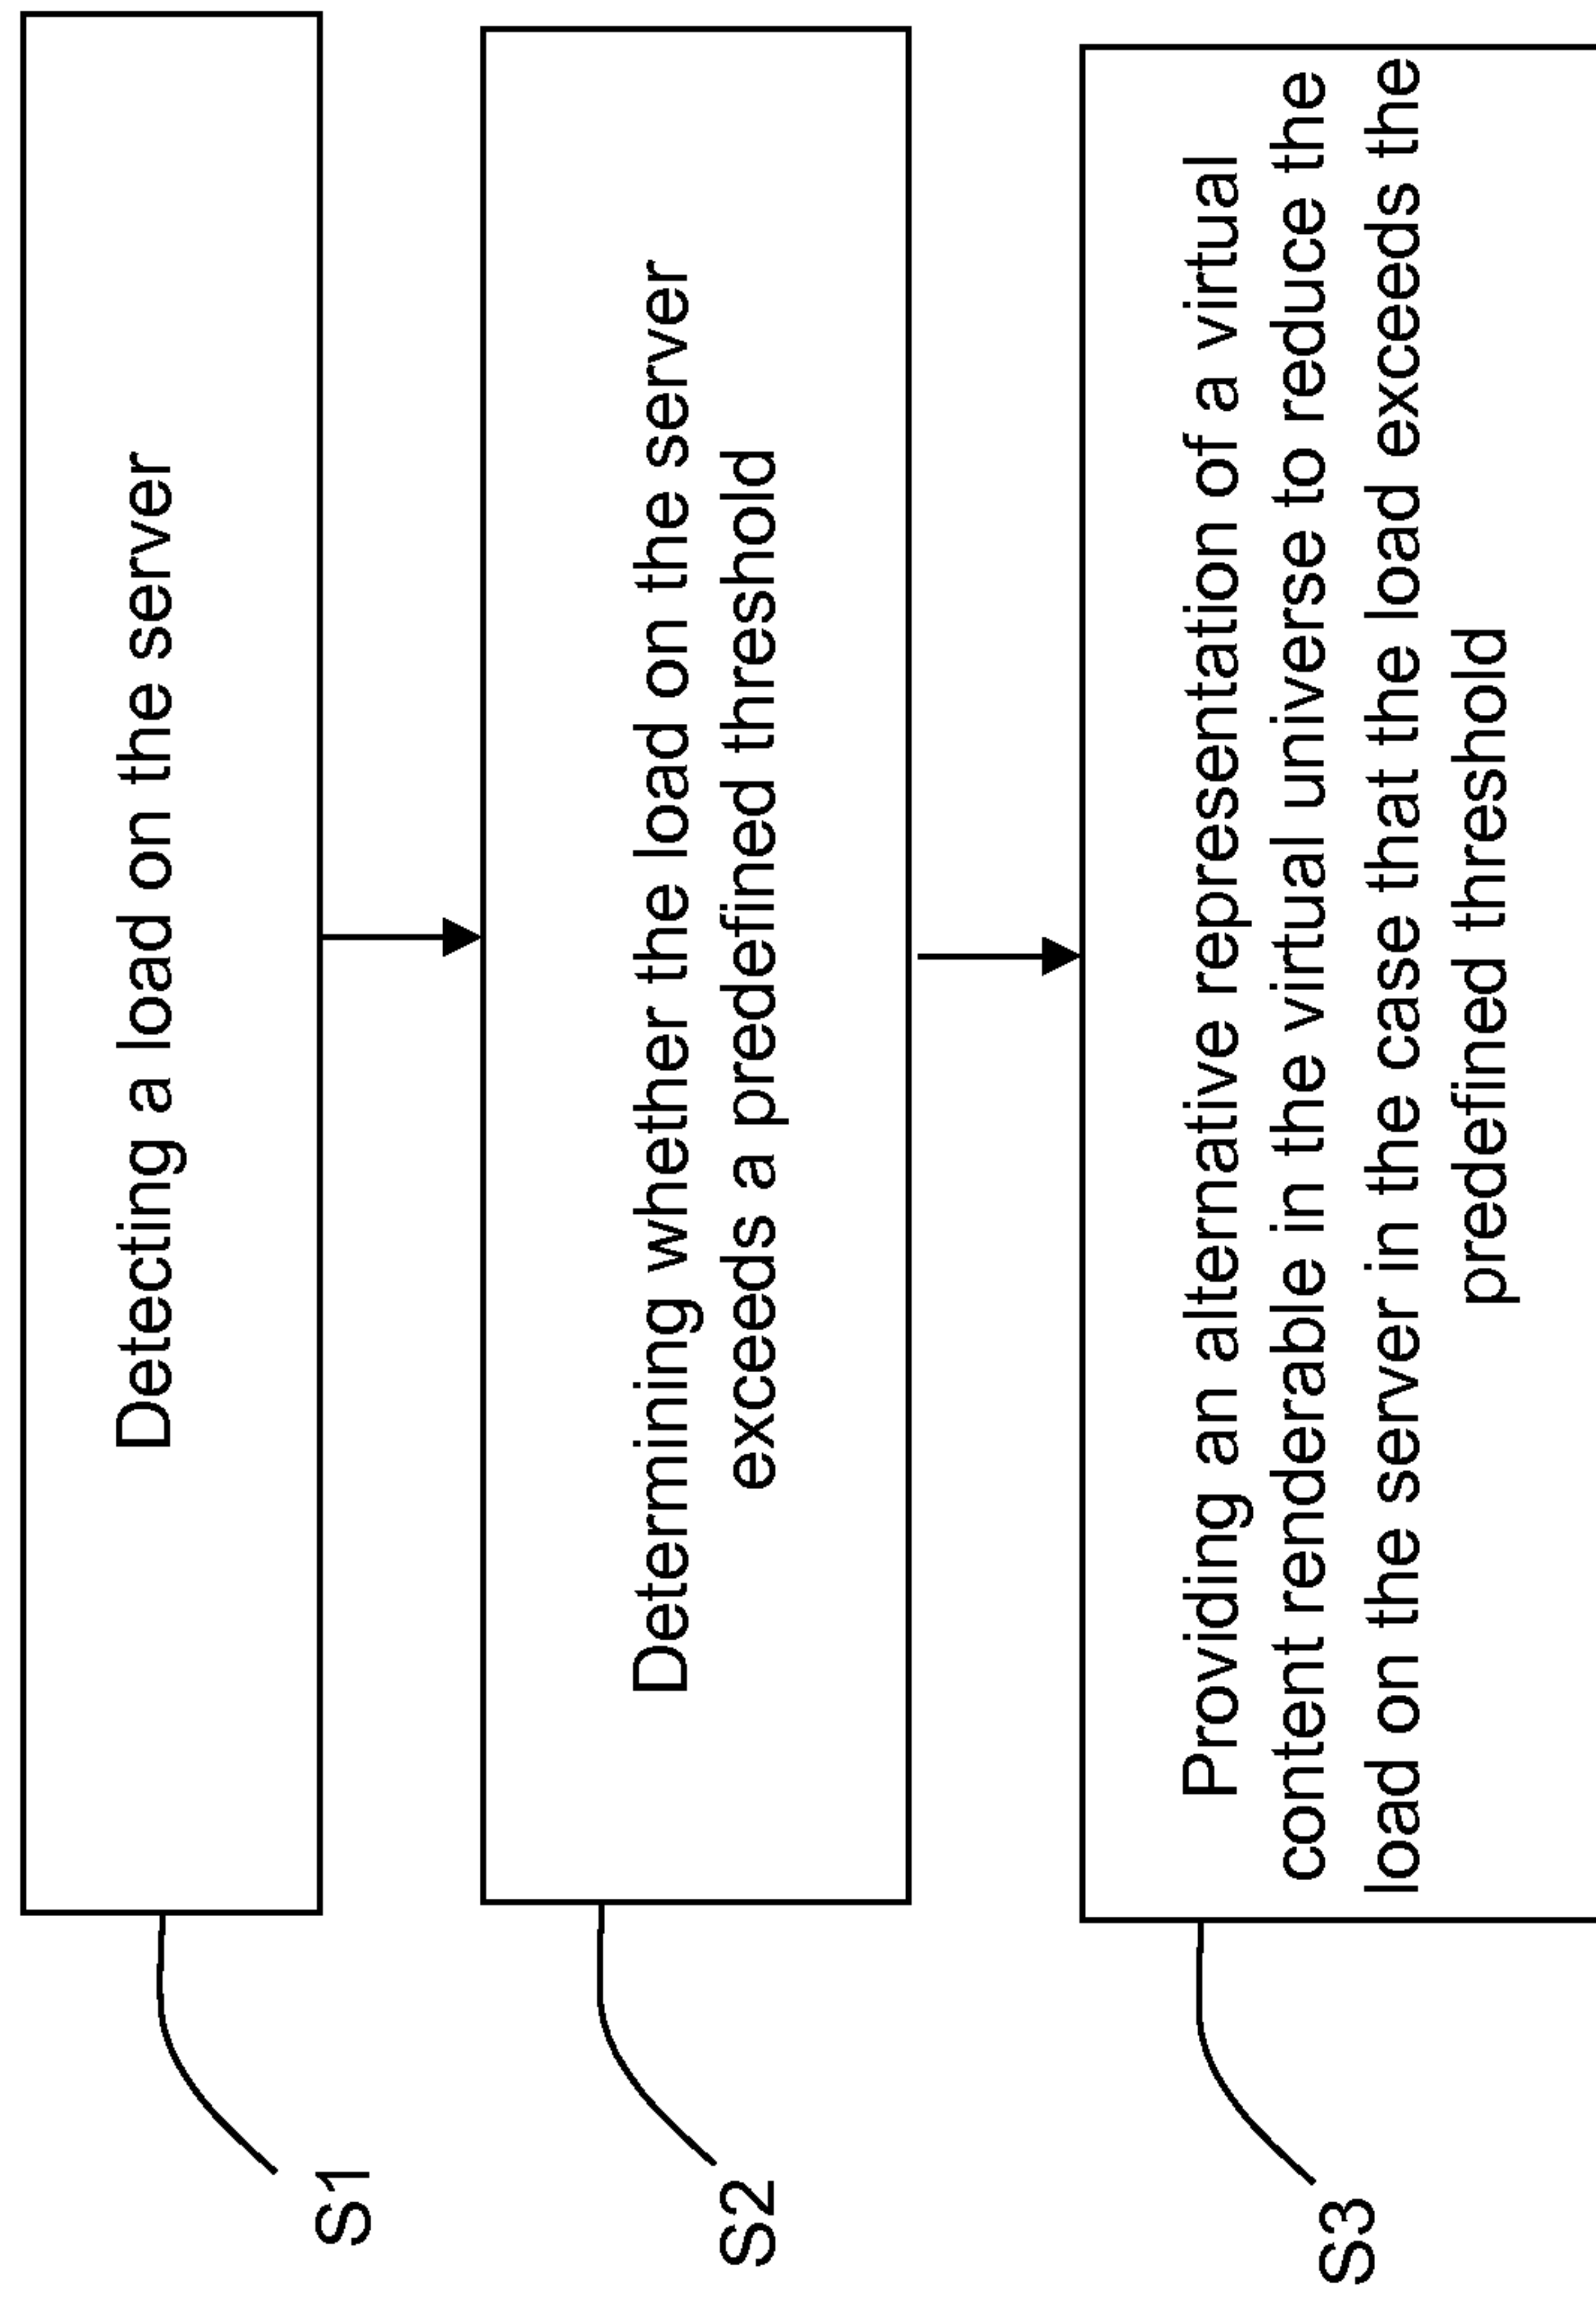 S1
Detecting a load on the server
S2
Determining whether the load on the server
exceeds a predefined threshold
S3
Providing an alternative representation of a virtual
content renderable in the virtual universe to reduce the
load on the server in the case that the load exceeds the
predefined threshold